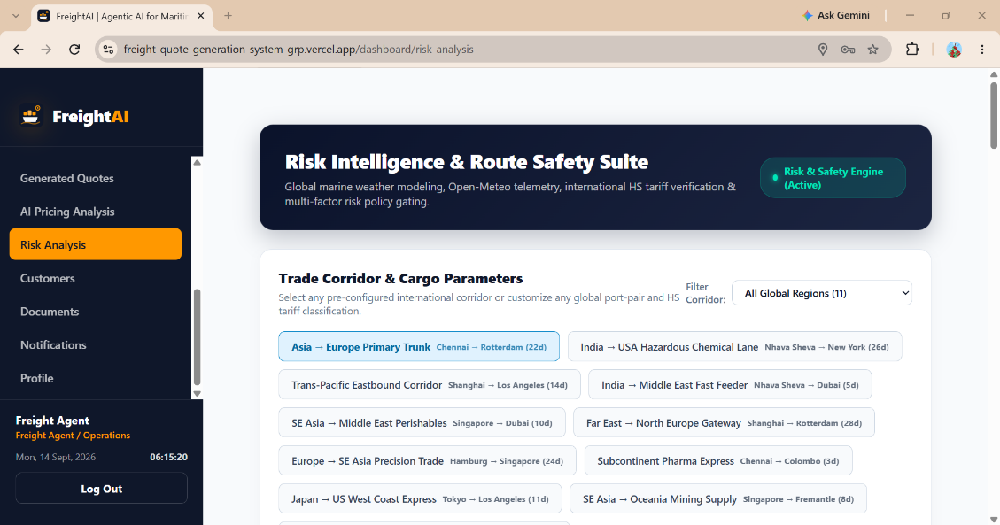 FreightAI | Agentic AI for Mariti
Ask Gemini
freight-quote-generation-system-grp.vercel.app/dashboard/risk-analysis
FreightAI
Generated Quotes
AI Pricing Analysis
Risk Analysis
Customers
Documents
Notifications
Profile
Freight Agent
Freight Agent / Operations
Mon, 14 Sept, 2026 06:15:20
Log Out
Risk Intelligence & Route Safety Suite
Global marine weather modeling, Open-Meteo telemetry, international HS tariff verification &
multi-factor risk policy gating.
Risk & Safety Engine
(Active)
Trade Corridor & Cargo Parameters
Select any pre-configured international corridor or customize any global port-pair and HS
tariff classification.
Filter
Corridor:
All Global Regions (11)
Asia → Europe Primary Trunk Chennai → Rotterdam (22d)
India → USA Hazardous Chemical Lane Nhava Sheva → New York (26d)
Trans-Pacific Eastbound Corridor Shanghai → Los Angeles (14d)
India → Middle East Fast Feeder Nhava Sheva → Dubai (5d)
SE Asia → Middle East Perishables Singapore → Dubai (10d)
Far East → North Europe Gateway Shanghai → Rotterdam (28d)
Europe → SE Asia Precision Trade Hamburg → Singapore (24d)
Subcontinent Pharma Express Chennai → Colombo (3d)
Japan → US West Coast Express Tokyo → Los Angeles (11d)
SE Asia → Oceania Mining Supply Singapore → Fremantle (8d)